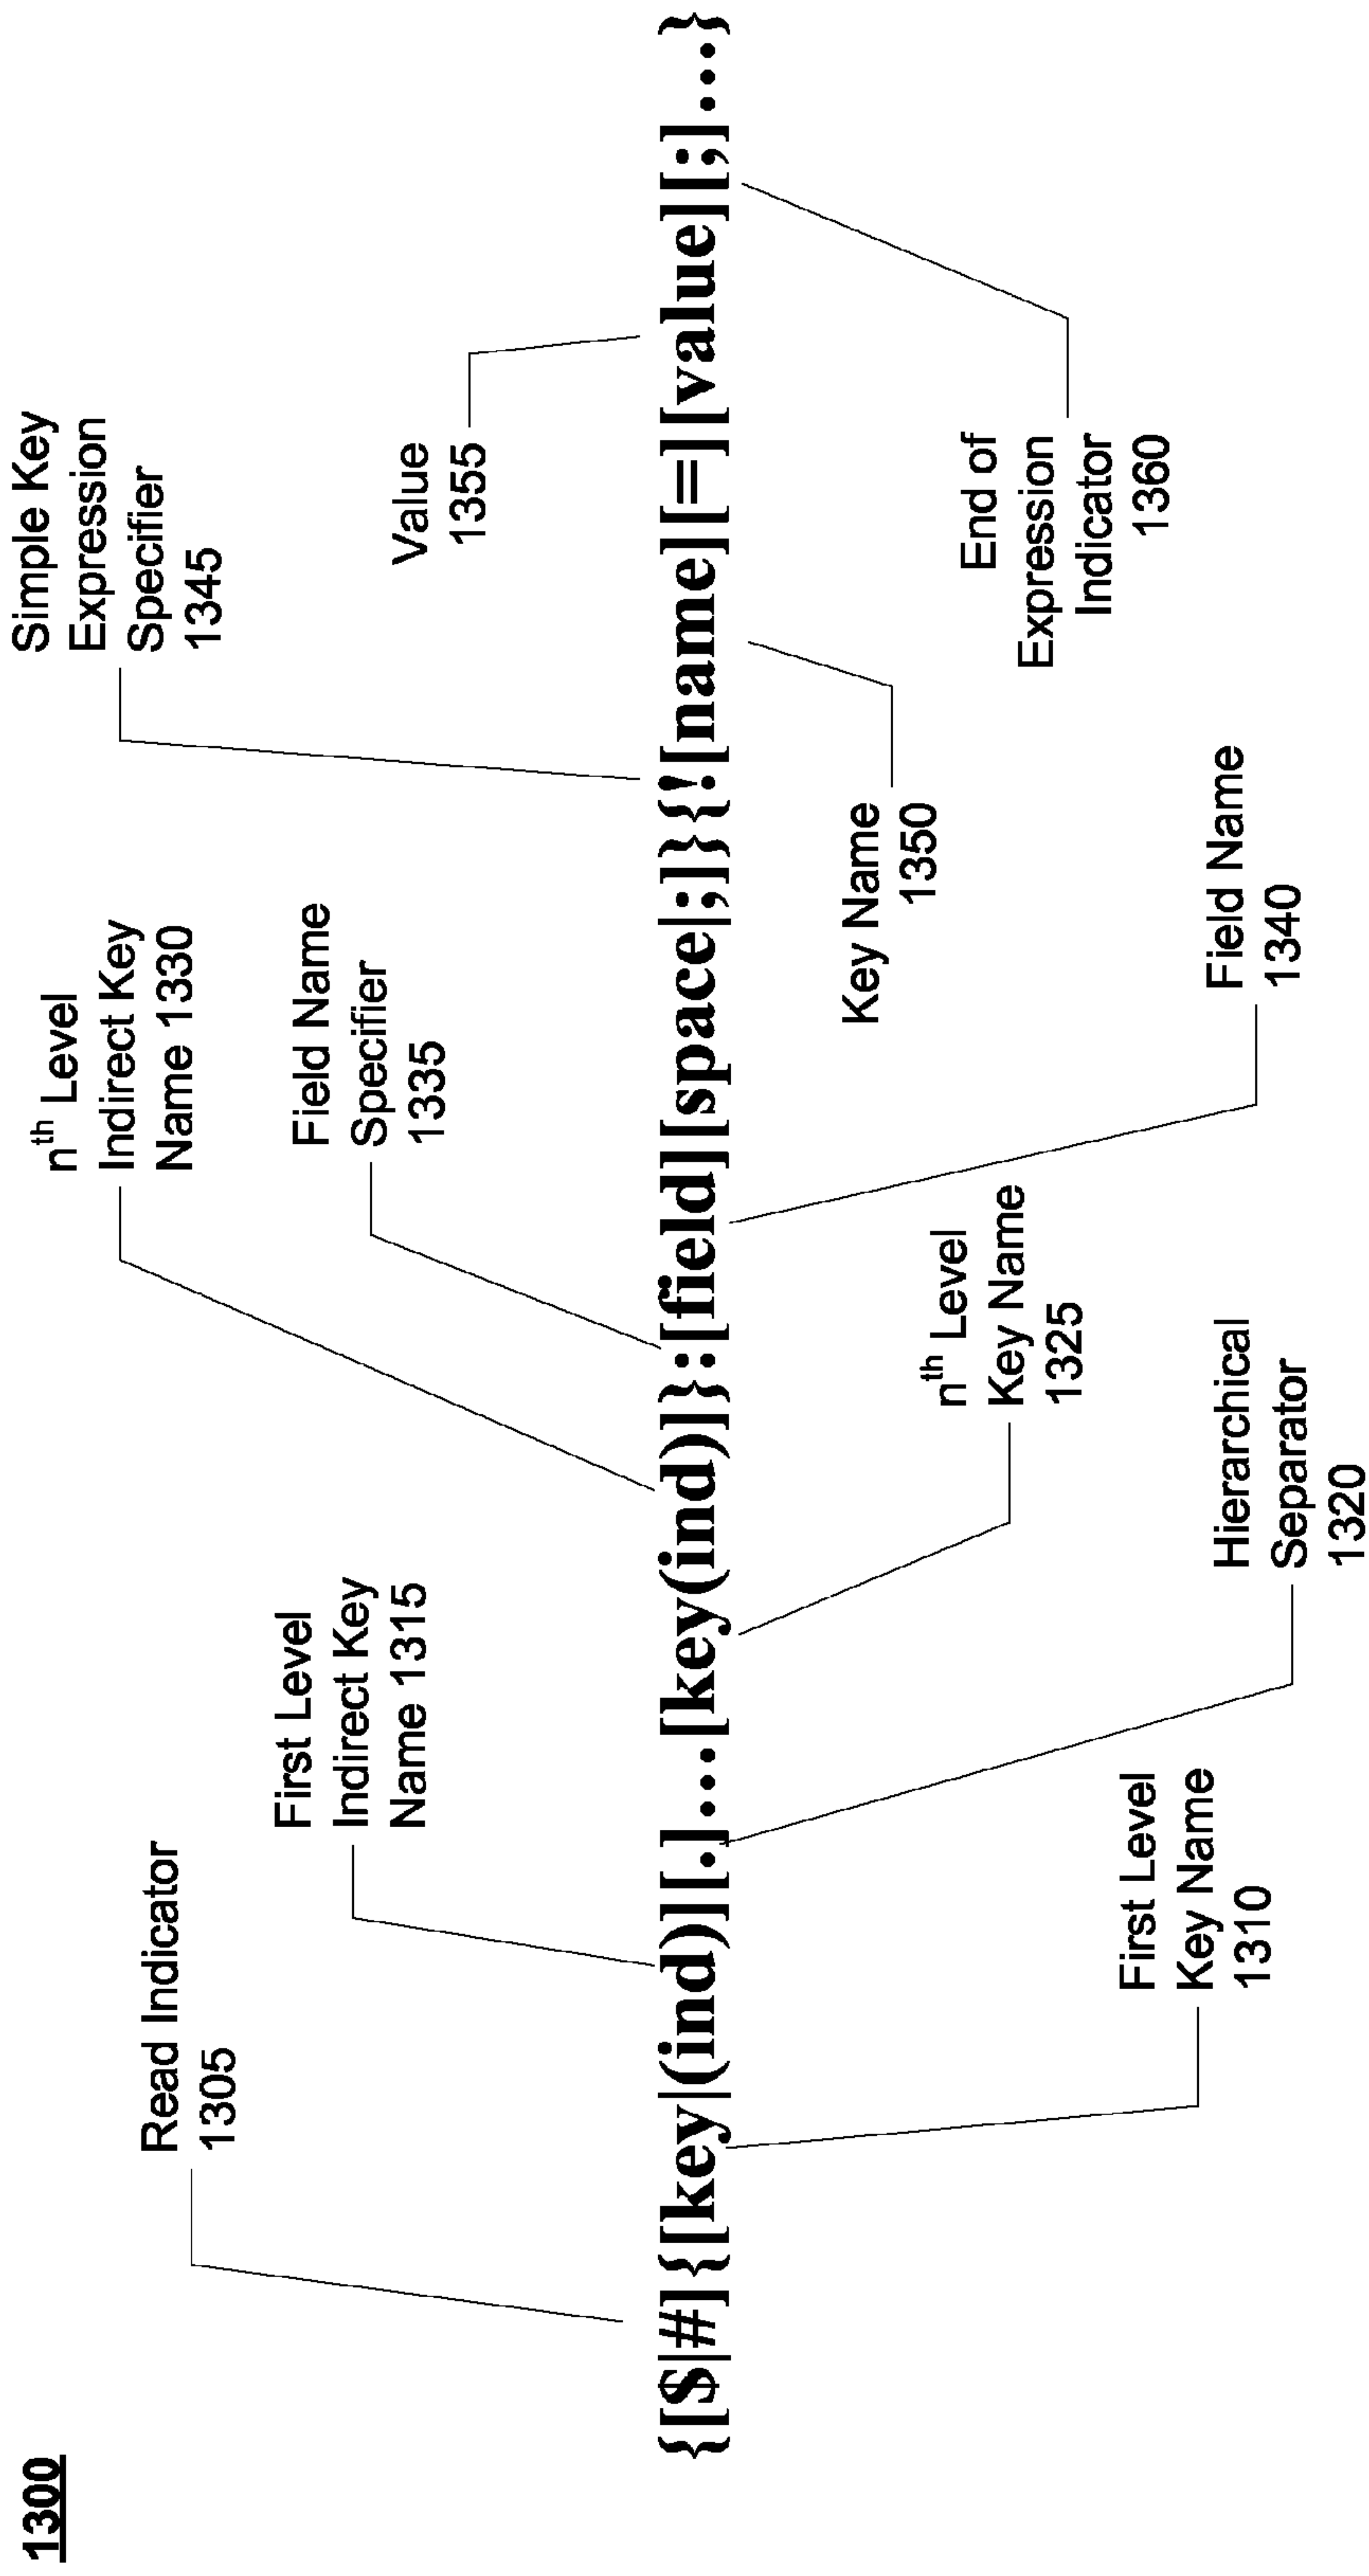 1300
Read Indicator
1305
First Level
Indirect Key
Name 1315
nth Level
Indirect Key
Name 1330
Field Name
Specifier
1335
Simple Key
Expression
Specifier
1345
Value
1355
{[$|#]{[key|(ind)][.]...[key(ind)]}:[field][space|;]}{![name][=][value][;]...}
First Level
Key Name
1310
Hierarchical
Separator
1320
nth Level
Key Name
1325
Field Name
1340
Key Name
1350
End of
Expression
Indicator
1360